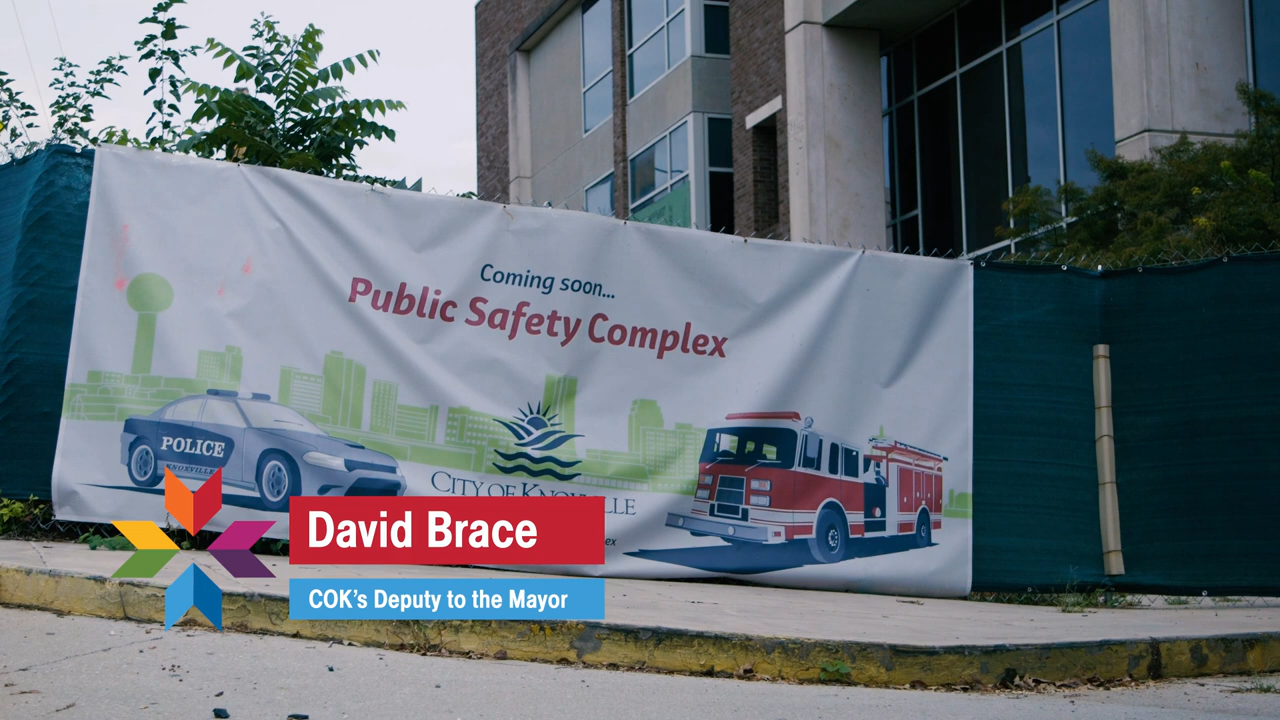 Coming soon...
Public Safety Complex
POLICE
KNOXVILLE
CITY OF KNOXVILLE
David Brace
COK's Deputy to the Mayor